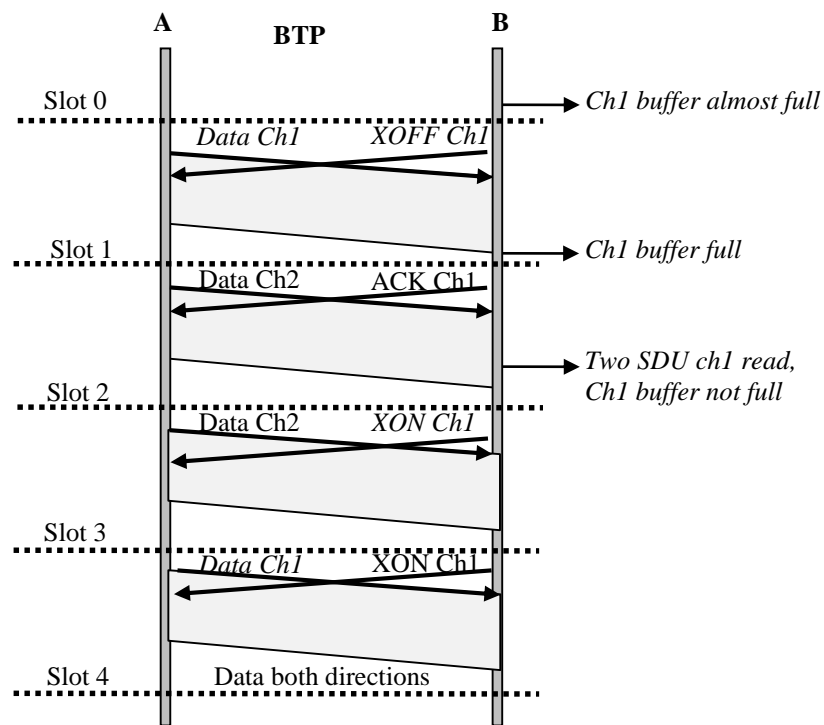 A
BTP
B
Slot 0
Ch1 buffer almost full
Data Ch1
XOFF Ch1
Slot 1
Ch1 buffer full
Data Ch2
ACK Ch1
Two SDU ch1 read,
Ch1 buffer not full
Slot 2
Data Ch2
XON Ch1
Slot 3
Data Ch1
XON Ch1
Slot 4
Data both directions